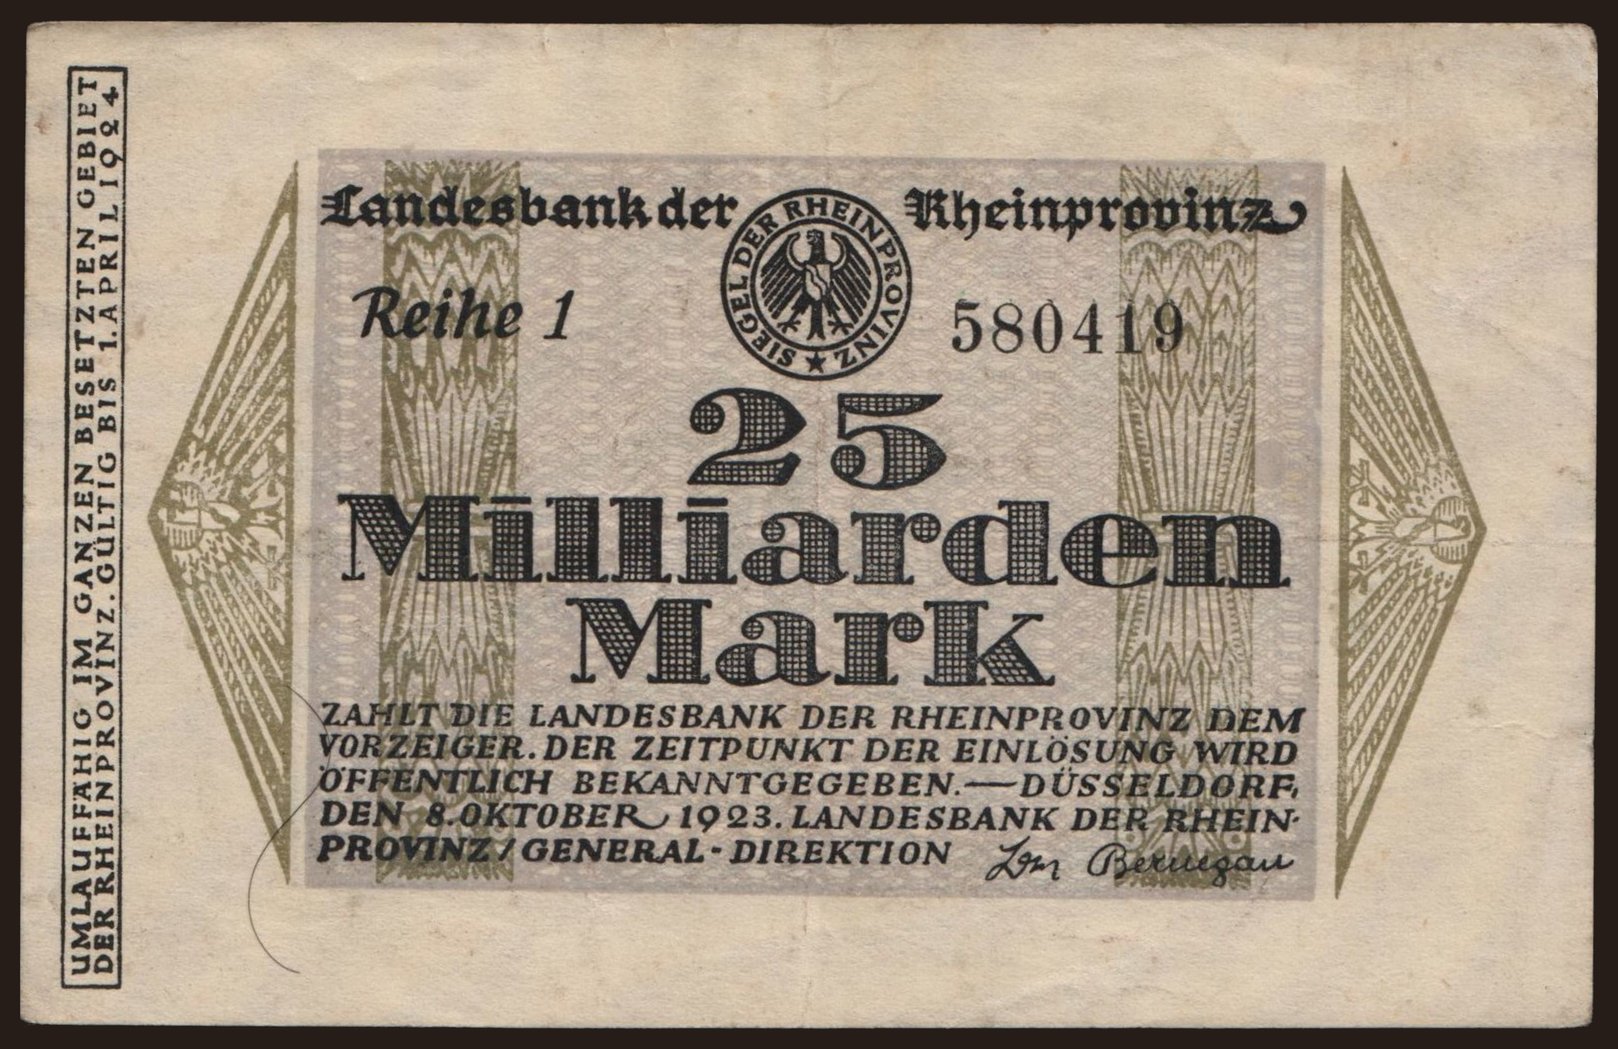 UMLAUFFÄHIG IM GANZEN BESETZTEN GEBIET
DER RHEINPROVINZ. GÜLTIG BIS 1. APRIL 1924
Landesbank der Rheinprovinz
SIEGEL DER RHEINPROVINZ
Reihe 1 580419
25
Milliarden
Mark
ZAHLT DIE LANDESBANK DER RHEINPROVINZ DEM
VORZEIGER. DER ZEITPUNKT DER EINLÖSUNG WIRD
ÖFFENTLICH BEKANNTGEGEBEN. — DÜSSELDORF,
DEN 8. OKTOBER 1923. LANDESBANK DER RHEIN-
PROVINZ / GENERAL-DIREKTION